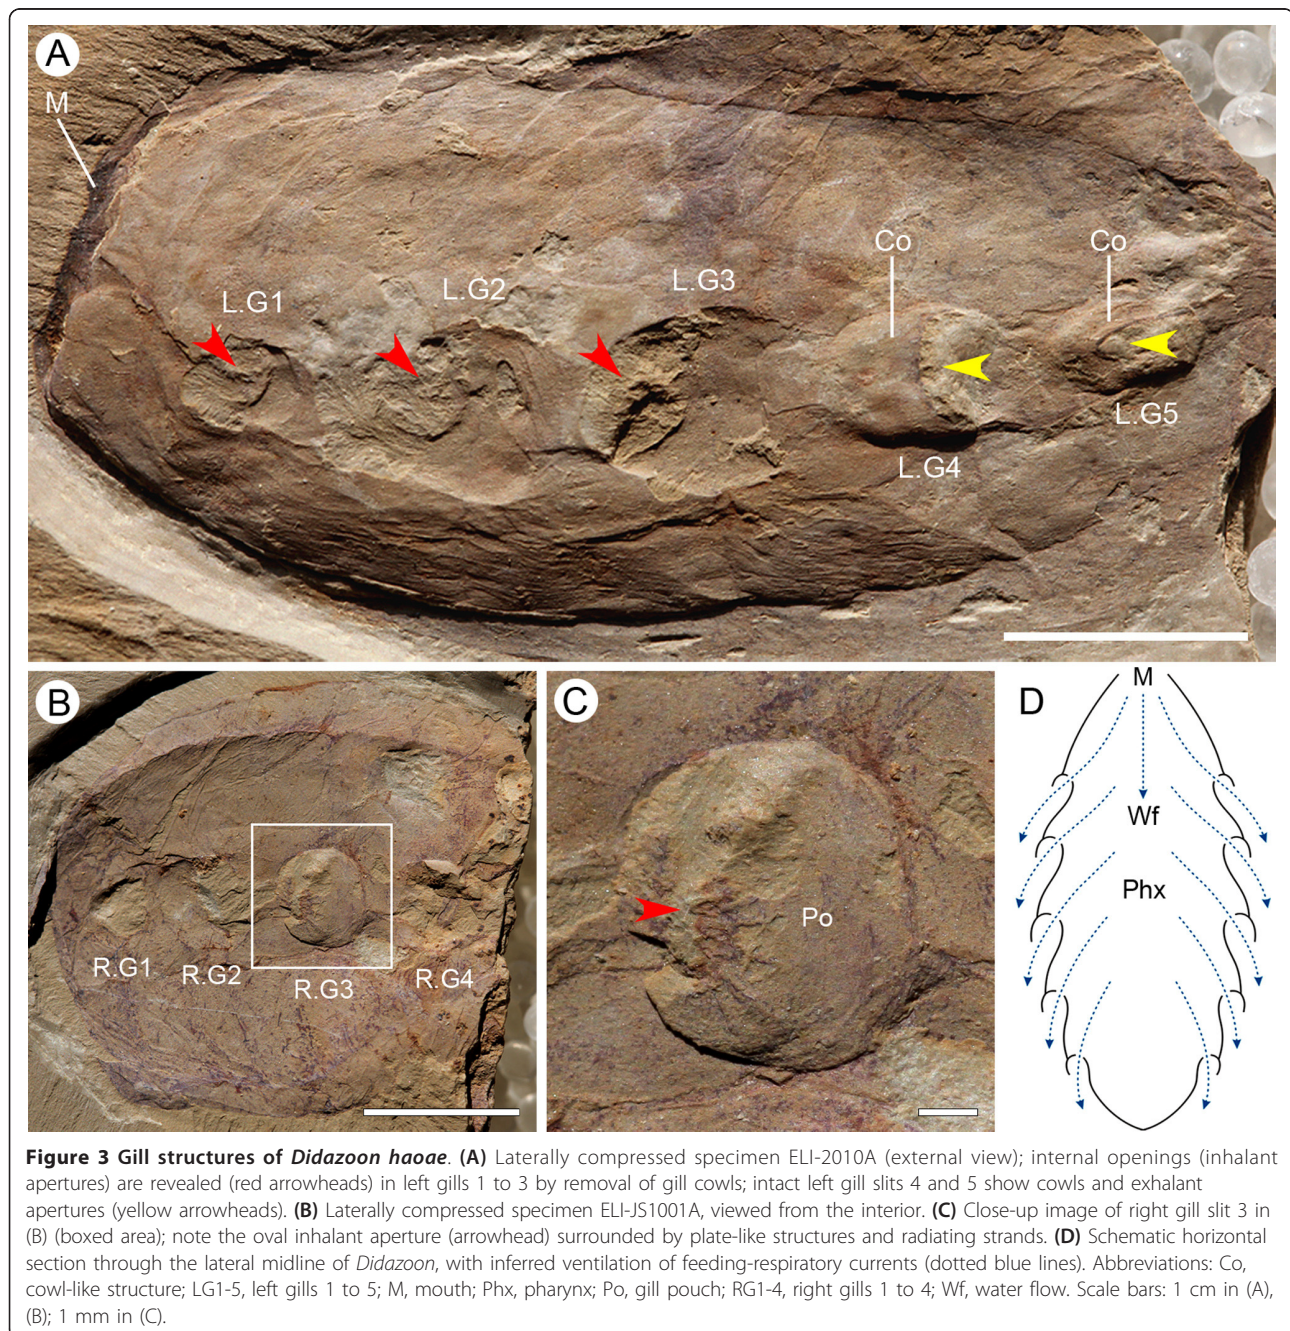 A
M
Co
Co
L.G1
L.G2
L.G3
L.G4
L.G5
B
R.G1
R.G2
R.G3
R.G4
C
Po
D
M
Wf
Phx
Figure 3 Gill structures of Didazoon haoae. (A) Laterally compressed specimen ELI-2010A (external view); internal openings (inhalant
apertures) are revealed (red arrowheads) in left gills 1 to 3 by removal of gill cowls; intact left gill slits 4 and 5 show cowls and exhalant
apertures (yellow arrowheads). (B) Laterally compressed specimen ELI-JS1001A, viewed from the interior. (C) Close-up image of right gill slit 3 in
(B) (boxed area); note the oval inhalant aperture (arrowhead) surrounded by plate-like structures and radiating strands. (D) Schematic horizontal
section through the lateral midline of Didazoon, with inferred ventilation of feeding-respiratory currents (dotted blue lines). Abbreviations: Co,
cowl-like structure; LG1-5, left gills 1 to 5; M, mouth; Phx, pharynx; Po, gill pouch; RG1-4, right gills 1 to 4; Wf, water flow. Scale bars: 1 cm in (A),
(B); 1 mm in (C).